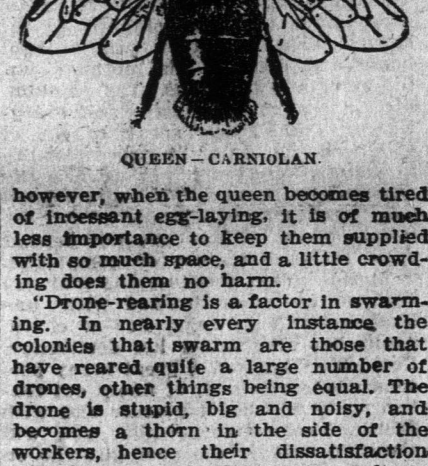 QUEEN – CARNIOLAN.
however, when the queen becomes tired
of incessant egg-laying, it is of much
less importance to keep them supplied
with so much space, and a little crowd-
ing does them no harm.
"Drone-rearing is a factor in swarm-
ing. In nearly every instance the
colonies that swarm are those that
have reared quite a large number of
drones, other things being equal. The
drone is stupid, big and noisy, and
becomes a thorn in the side of the
workers, hence their dissatisfaction